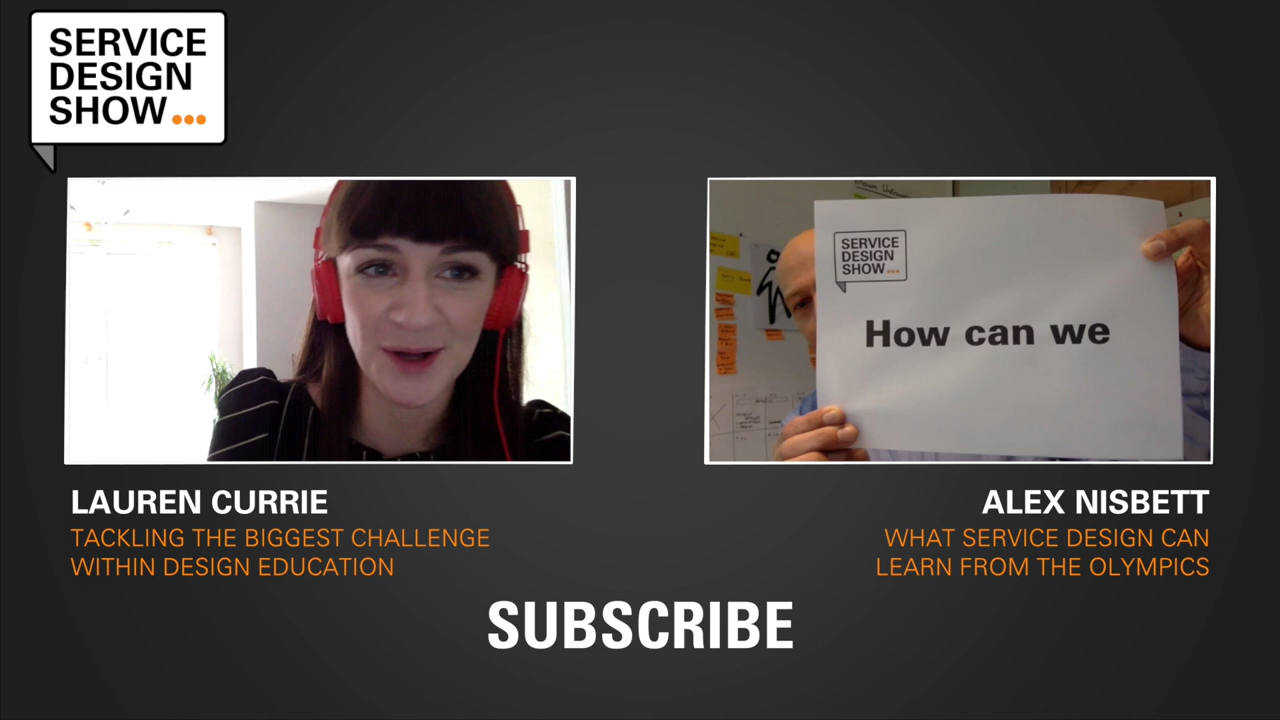 SERVICE
DESIGN
SHOW...
SERVICE
DESIGN
SHOW...
How can we
LAUREN CURRIE
TACKLING THE BIGGEST CHALLENGE
WITHIN DESIGN EDUCATION
ALEX NISBETT
WHAT SERVICE DESIGN CAN
LEARN FROM THE OLYMPICS
SUBSCRIBE